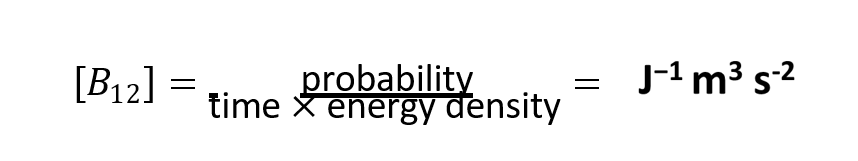 [B₁₂] = probability / time × energy density = J⁻¹ m³ s⁻²